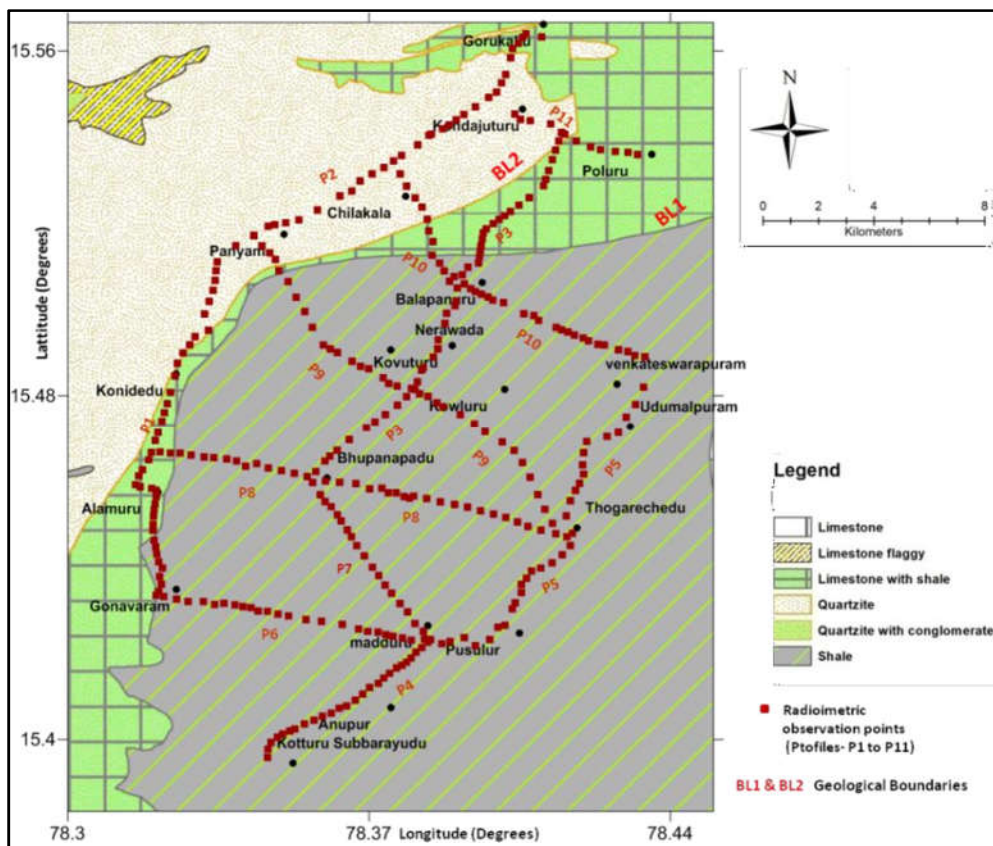 15.56
15.48
15.4
Lattitude (Degrees)
78.3
78.37
78.44
Longitude (Degrees)
Gorukallu
Kondajuturu
P11
P2
BL2
Poluru
Chilakala
BL1
P3
Panyam
P10
Balapanuru
Nerawada
P10
Kovuturu
venkateswarapuram
P9
Konidedu
Kowluru
Udumalpuram
P1
P3
P9
P5
Bhupanapadu
P8
P8
Thogarechedu
Alamuru
P7
P5
Gonavaram
P6
madduru
Pusulur
P4
Anupur
Kotturu Subbarayudu
N
0 2 4 8
Kilometers
Legend
Limestone
Limestone flaggy
Limestone with shale
Quartzite
Quartzite with conglomerate
Shale
Radioimetric
observation points
(Ptofiles- P1 to P11)
BL1 & BL2 Geological Boundaries